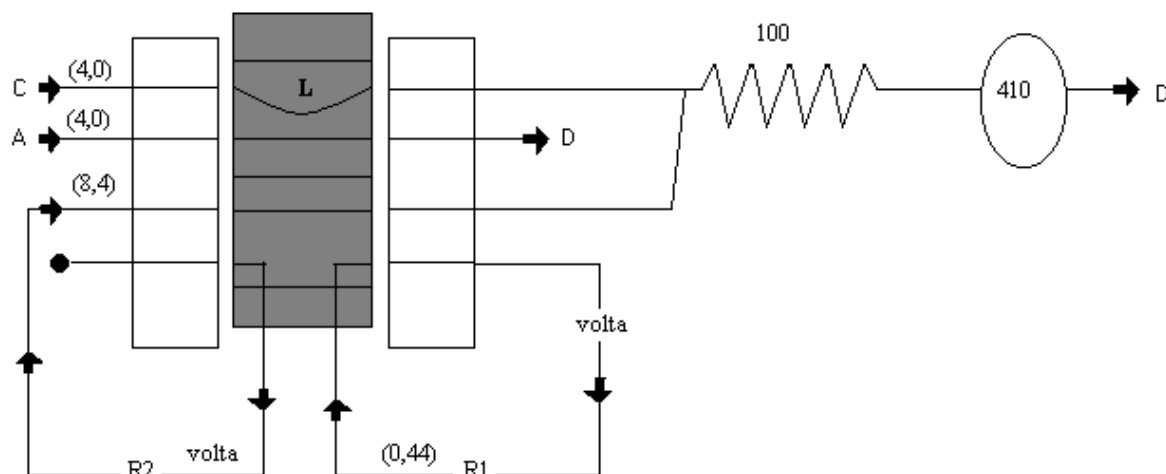 100
C (4,0) L 410 D
A (4,0) D
(8,4)
volta
volta (0,44)
R2 R1